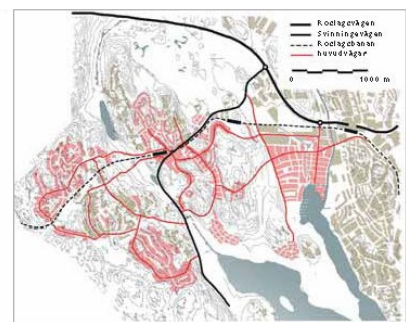 Roslagsvägen
Svinningevägen
Roslagsbanan
huvudvägar
0 1000 m